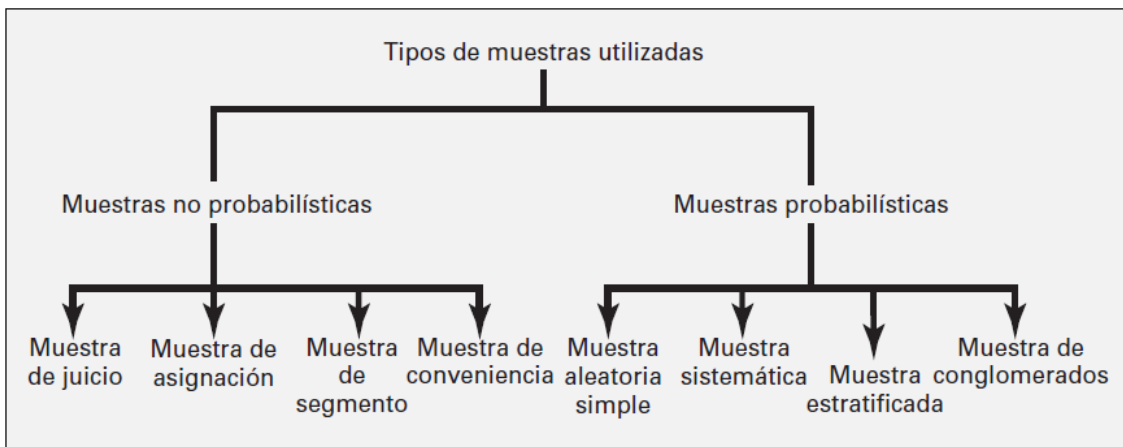 Tipos de muestras utilizadas
Muestras no probabilísticas
Muestras probabilísticas
Muestra
de juicio
Muestra de
asignación
Muestra
de
segmento
Muestra de
conveniencia
Muestra
aleatoria
simple
Muestra
sistemática
Muestra
estratificada
Muestra de
conglomerados